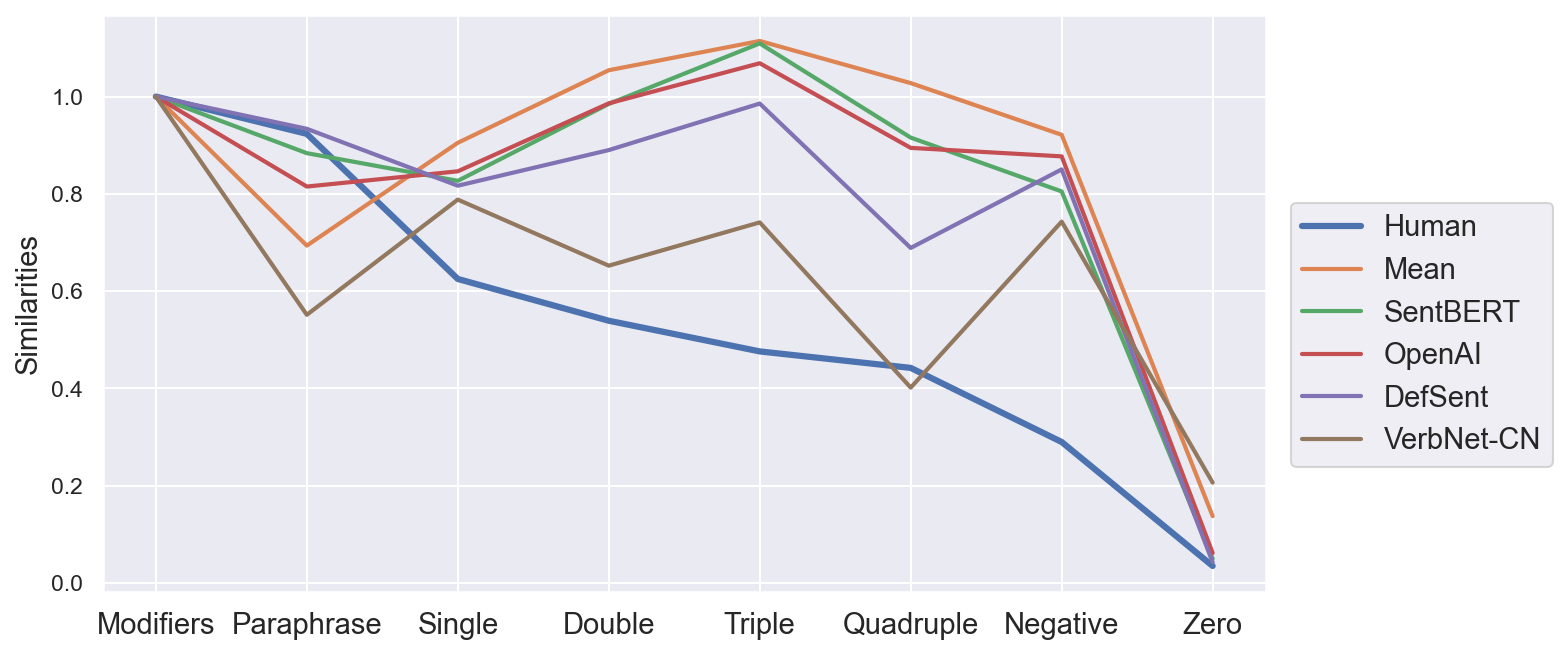 Similarities
1.0
0.8
0.6
0.4
0.2
0.0
Modifiers Paraphrase Single Double Triple Quadruple Negative Zero
Human
Mean
SentBERT
OpenAI
DefSent
VerbNet-CN